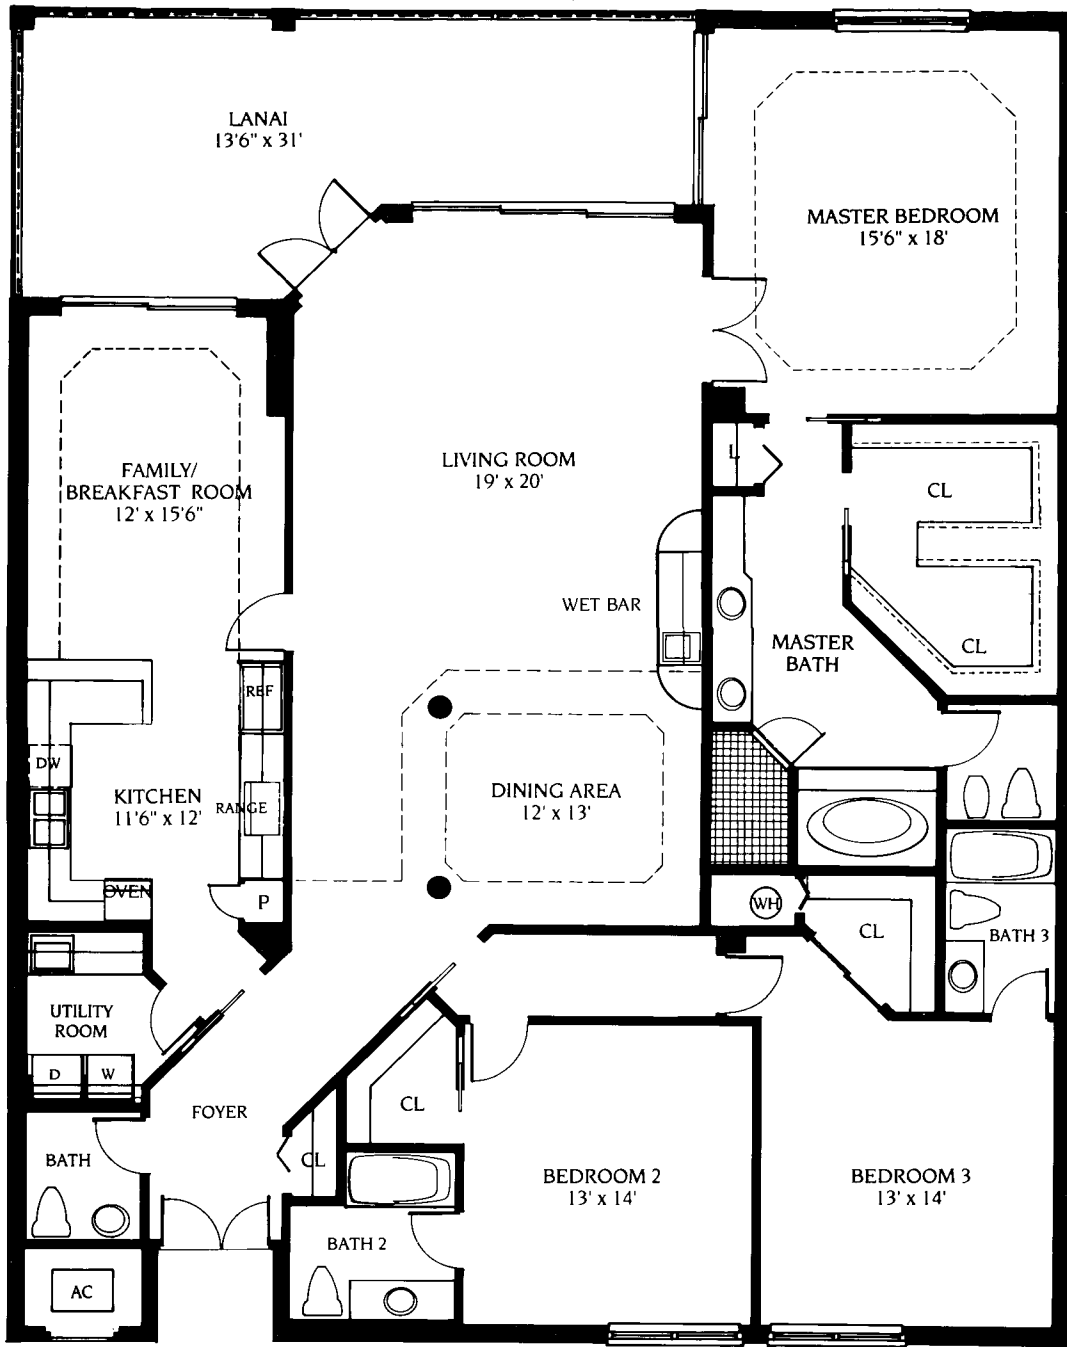 LANAI
13'6" x 31'
MASTER BEDROOM
15'6" x 18'
FAMILY/
BREAKFAST ROOM
12' x 15'6"
LIVING ROOM
19' x 20'
L
CL
WET BAR
MASTER
BATH
CL
REF
DW
KITCHEN
11'6" x 12'
RANGE
DINING AREA
12' x 13'
OVEN
P
WH
CL
BATH 3
UTILITY
ROOM
D
W
FOYER
CL
BATH
CL
BEDROOM 2
13' x 14'
BEDROOM 3
13' x 14'
BATH 2
AC